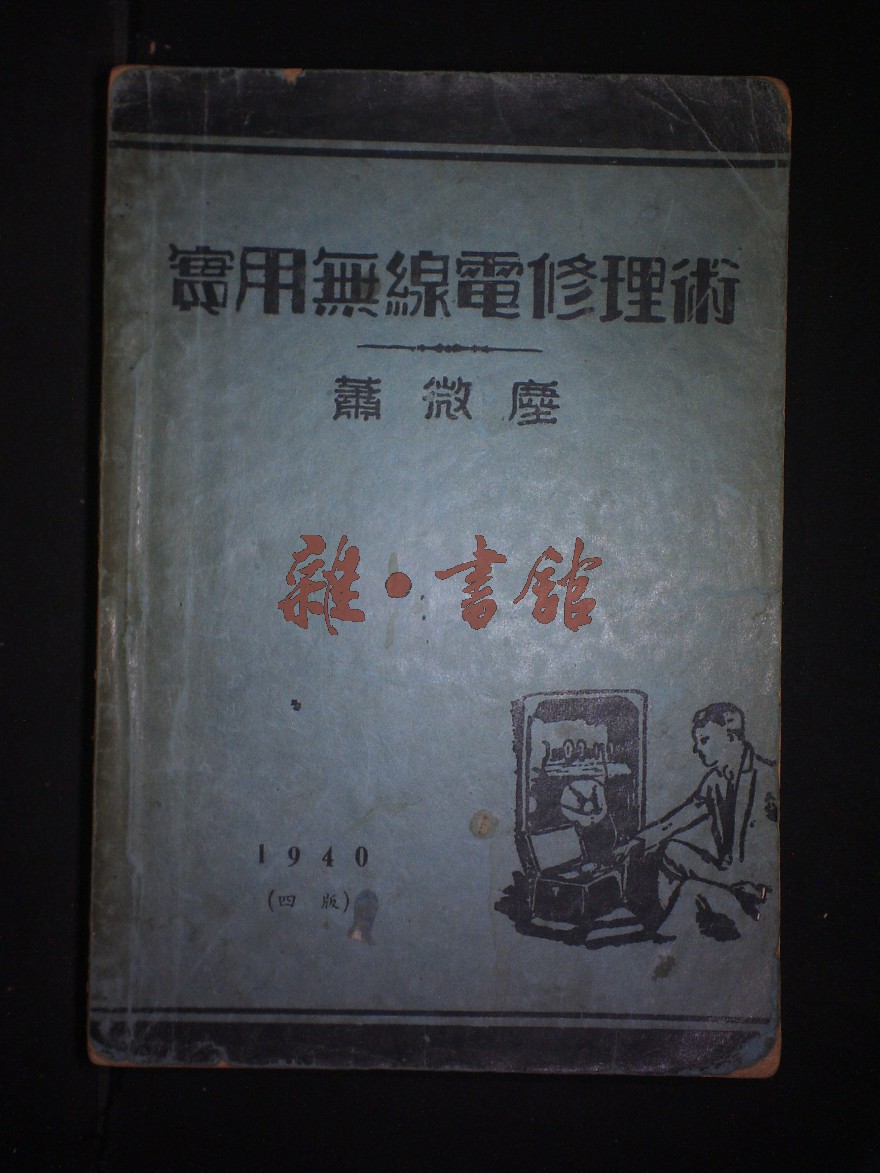 實用無線電修理術
蕭微塵
雜·書館
1940
(四版)